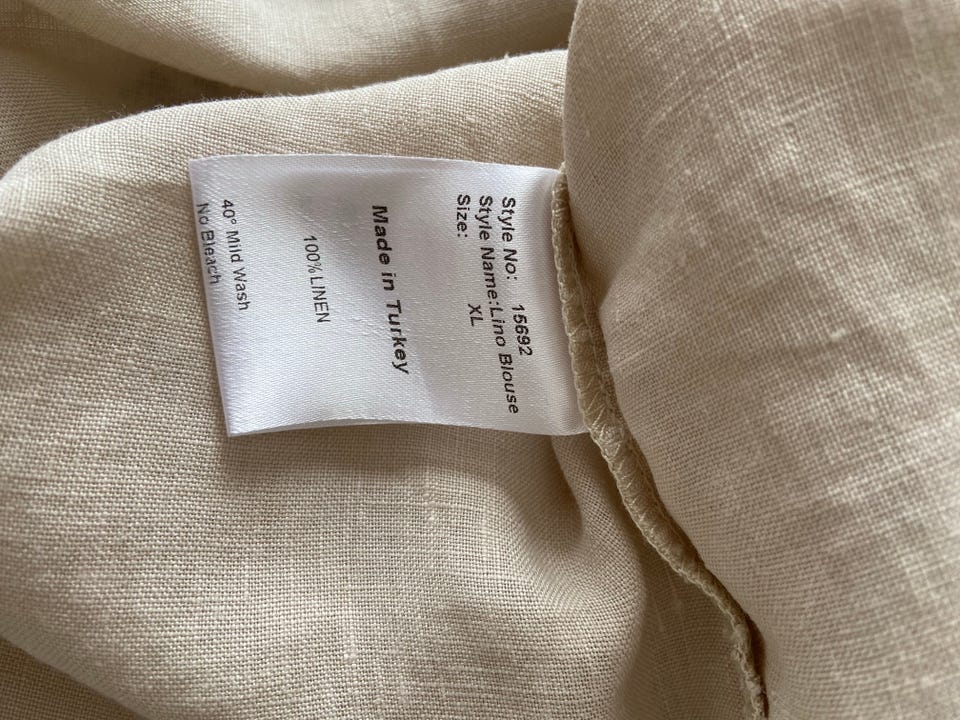 Style No: 15692
Style Name:Lino Blouse
Size: XL
Made in Turkey
100% LINEN
40° Mild Wash
No Bleach